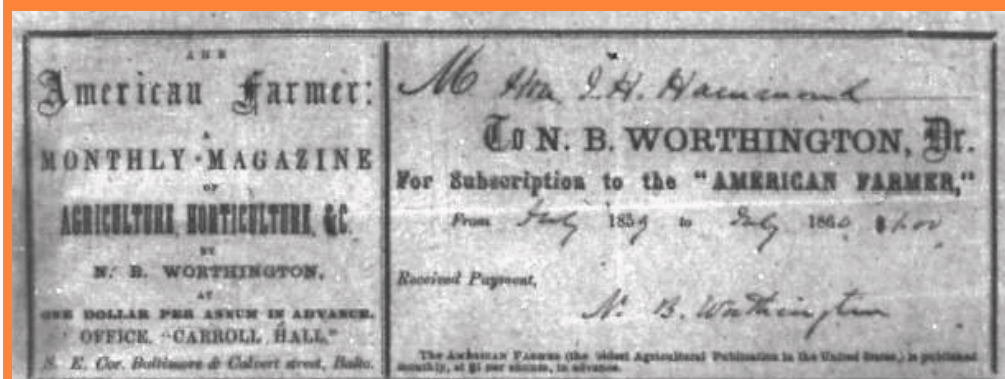 THE
American Farmer:
A
MONTHLY MAGAZINE
OF
AGRICULTURE, HORTICULTURE, &C.
BY
N. B. WORTHINGTON,
AT
ONE DOLLAR PER ANNUM IN ADVANCE.
OFFICE, "CARROLL HALL,"
S. E. Cor. Baltimore & Calvert street, Balto.
M Hon. J. H. Hammond
To N. B. WORTHINGTON, Dr.
For Subscription to the "AMERICAN FARMER,"
From July 1859 to July 1860 $1.00
Received Payment,
N. B. Worthington
The AMERICAN FARMER (the oldest Agricultural Publication in the United States,) is published
monthly, at $1 per annum, in advance.